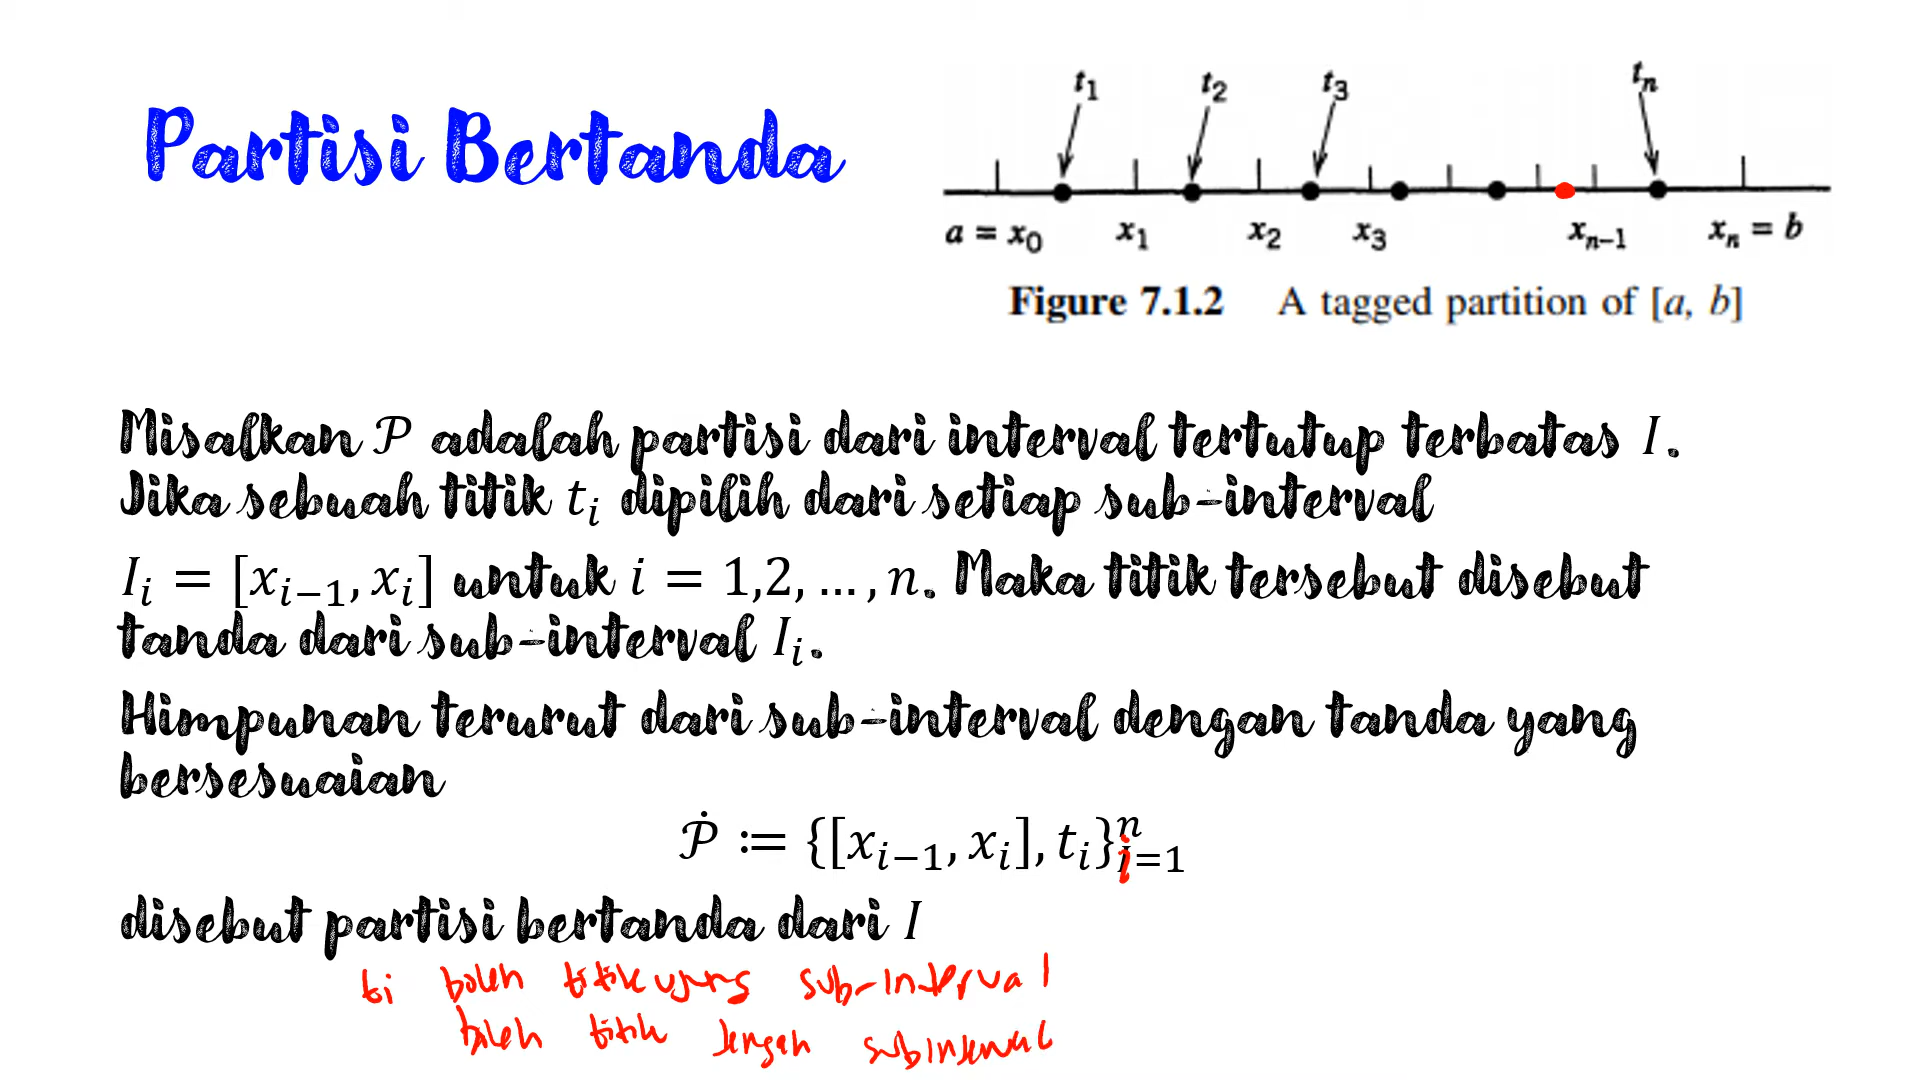 Partisi Bertanda
t₁ t₂ t₃ tₙ
a = x₀ x₁ x₂ x₃ xₙ₋₁ xₙ = b
Figure 7.1.2 A tagged partition of [a, b]
Misalkan 𝒫 adalah partisi dari interval tertutup terbatas I.
Jika sebuah titik tᵢ dipilih dari setiap sub-interval
Iᵢ = [xᵢ₋₁, xᵢ] untuk i = 1,2, … , n. Maka titik tersebut disebut
tanda dari sub-interval Iᵢ.
Himpunan terurut dari sub-interval dengan tanda yang
bersesuaian
𝒫̇ ≔ {[xᵢ₋₁, xᵢ], tᵢ}ⁿᵢ₌₁
disebut partisi bertanda dari I
ti boleh titik ujung sub-interval
boleh titik tengah subinterval